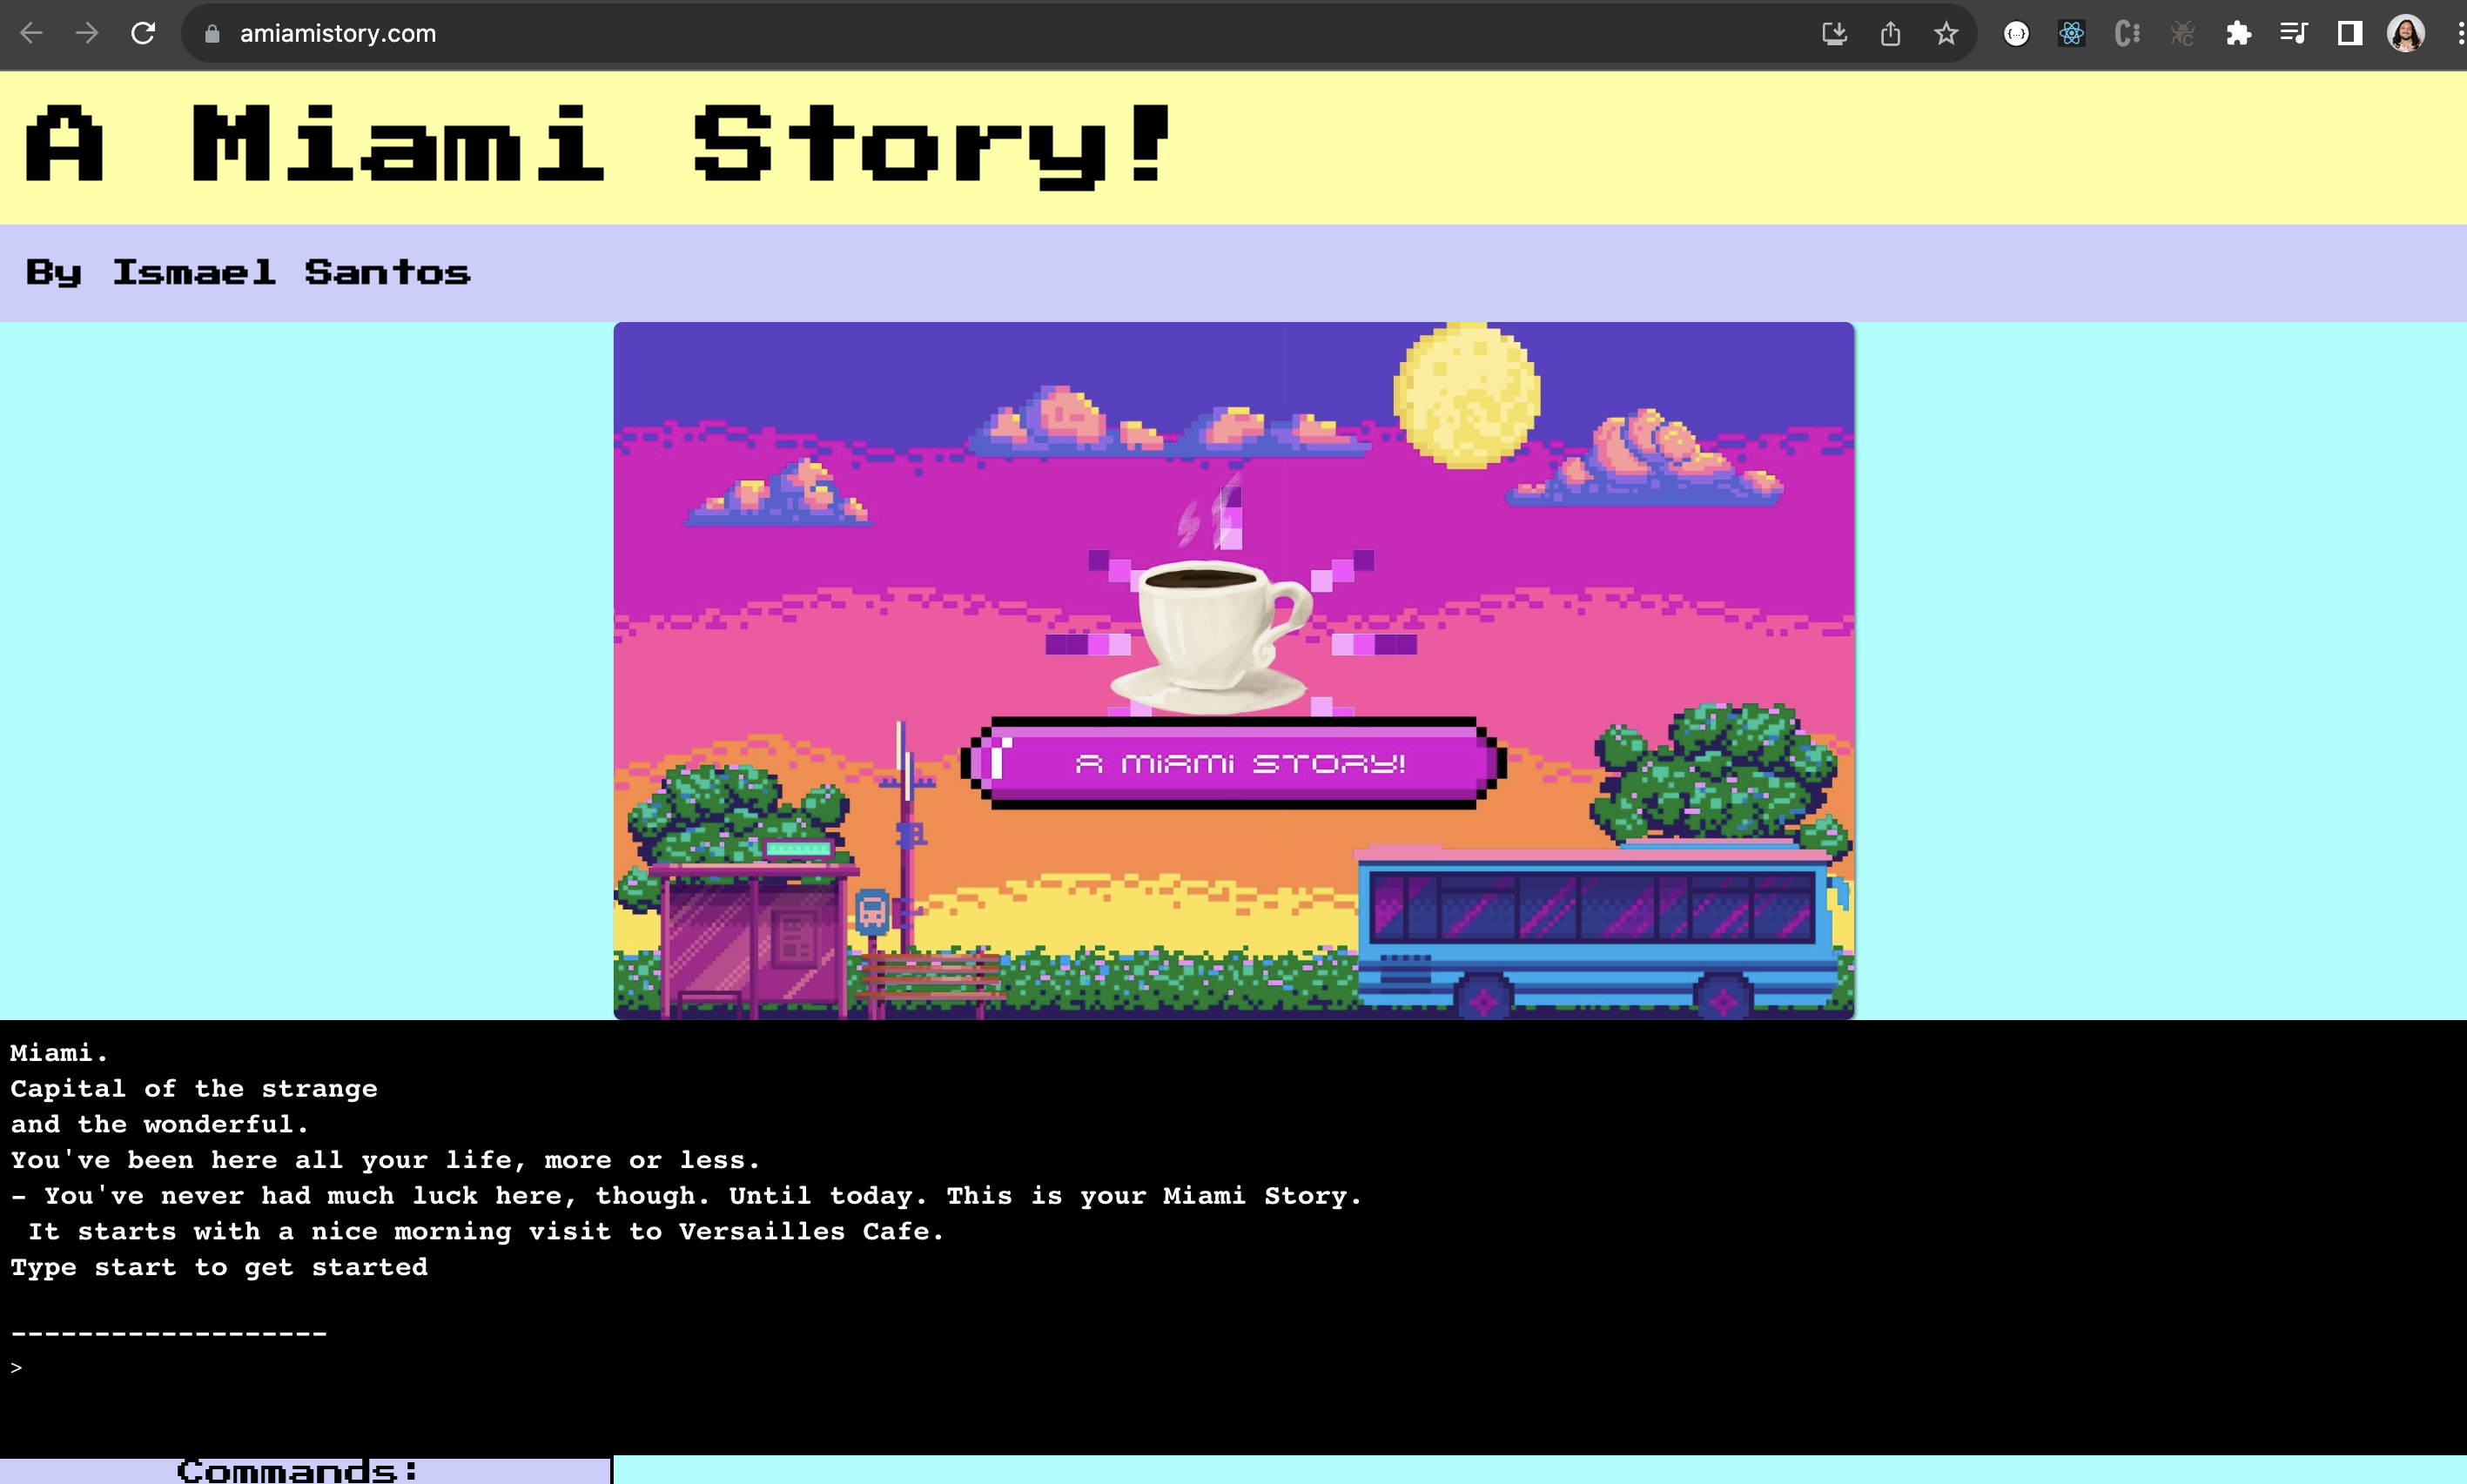 amiamistory.com
A Miami Story!
By Ismael Santos
A MIAMI STORY!
Miami.
Capital of the strange
and the wonderful.
You've been here all your life, more or less.
- You've never had much luck here, though. Until today. This is your Miami Story.
It starts with a nice morning visit to Versailles Cafe.
Type start to get started
-------------------
>
Commands: